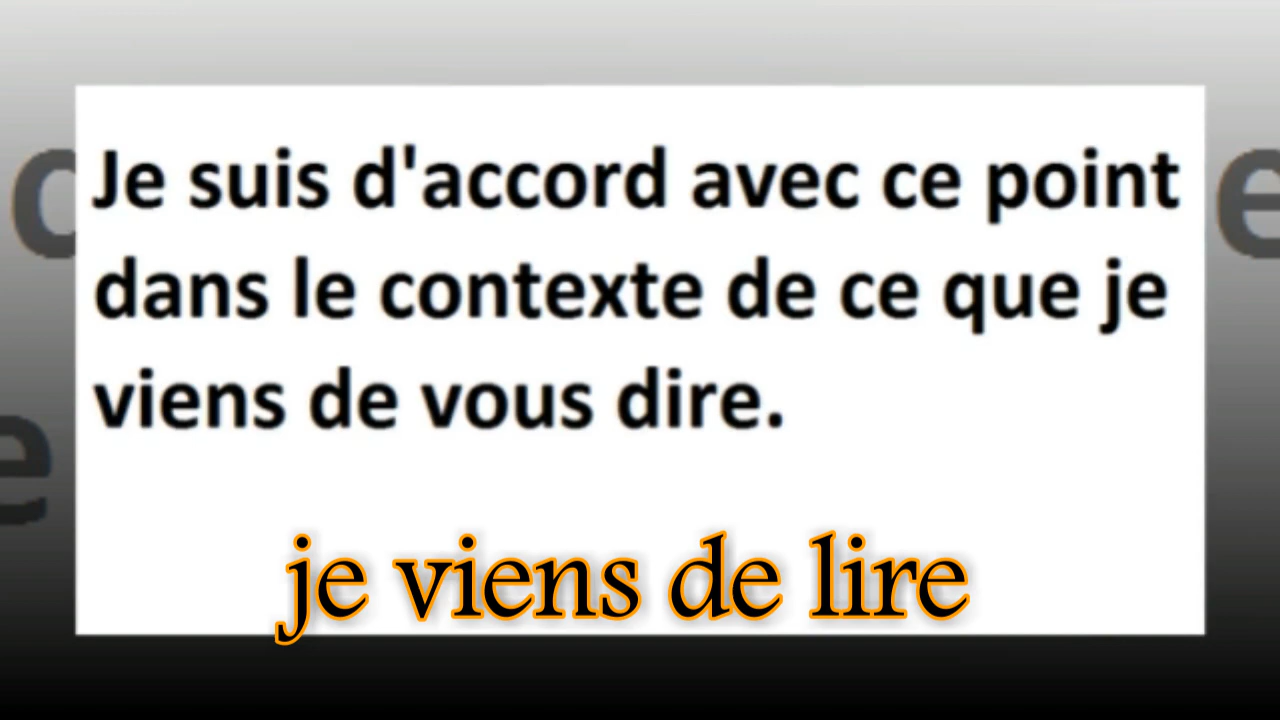 Je suis d'accord avec ce point
dans le contexte de ce que je
viens de vous dire.
je viens de lire